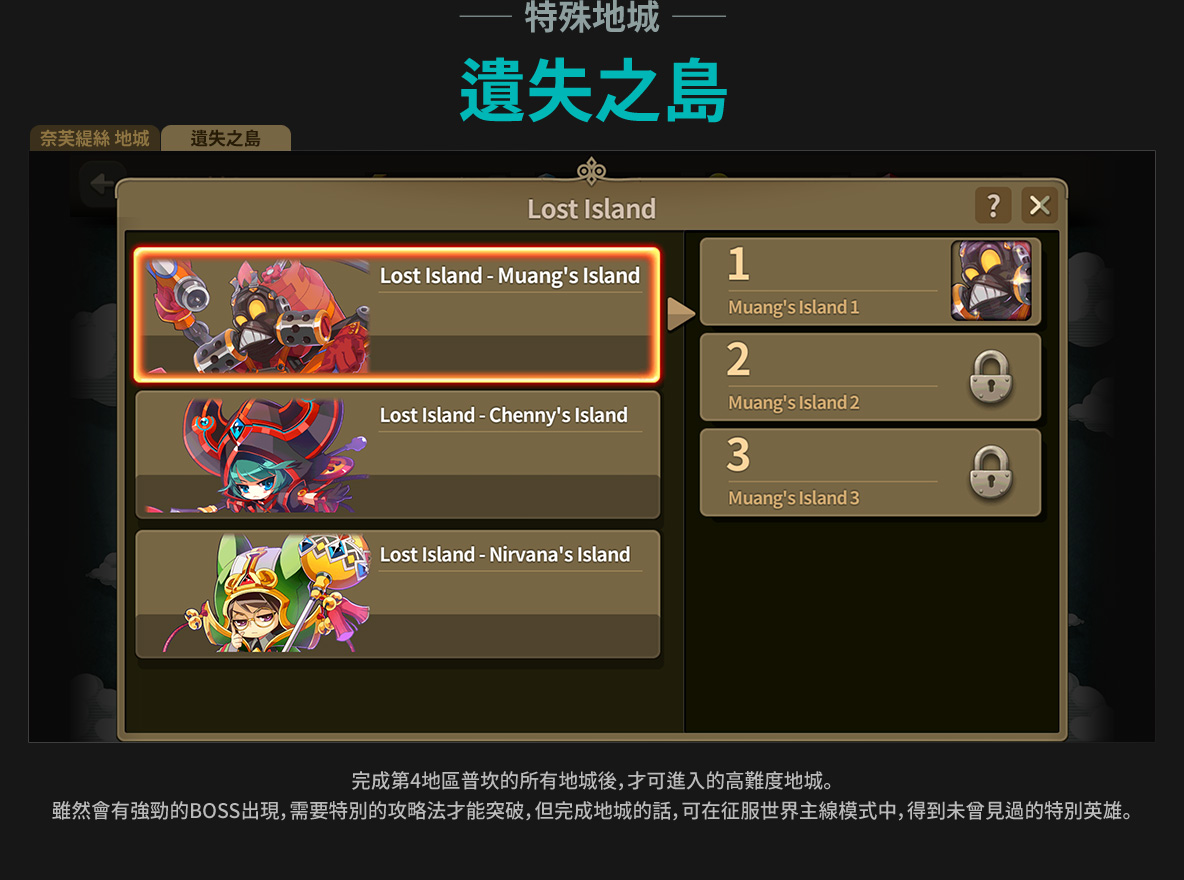 特殊地城
遺失之島
奈芙緹絲 地城
遺失之島
Lost Island
?
Lost Island - Muang's Island
Lost Island - Chenny's Island
Lost Island - Nirvana's Island
1
Muang's Island 1
2
Muang's Island 2
3
Muang's Island 3
完成第4地區普坎的所有地城後,才可進入的高難度地城。
雖然會有強勁的BOSS出現,需要特別的攻略法才能突破,但完成地城的話,可在征服世界主線模式中,得到未曾見過的特別英雄。